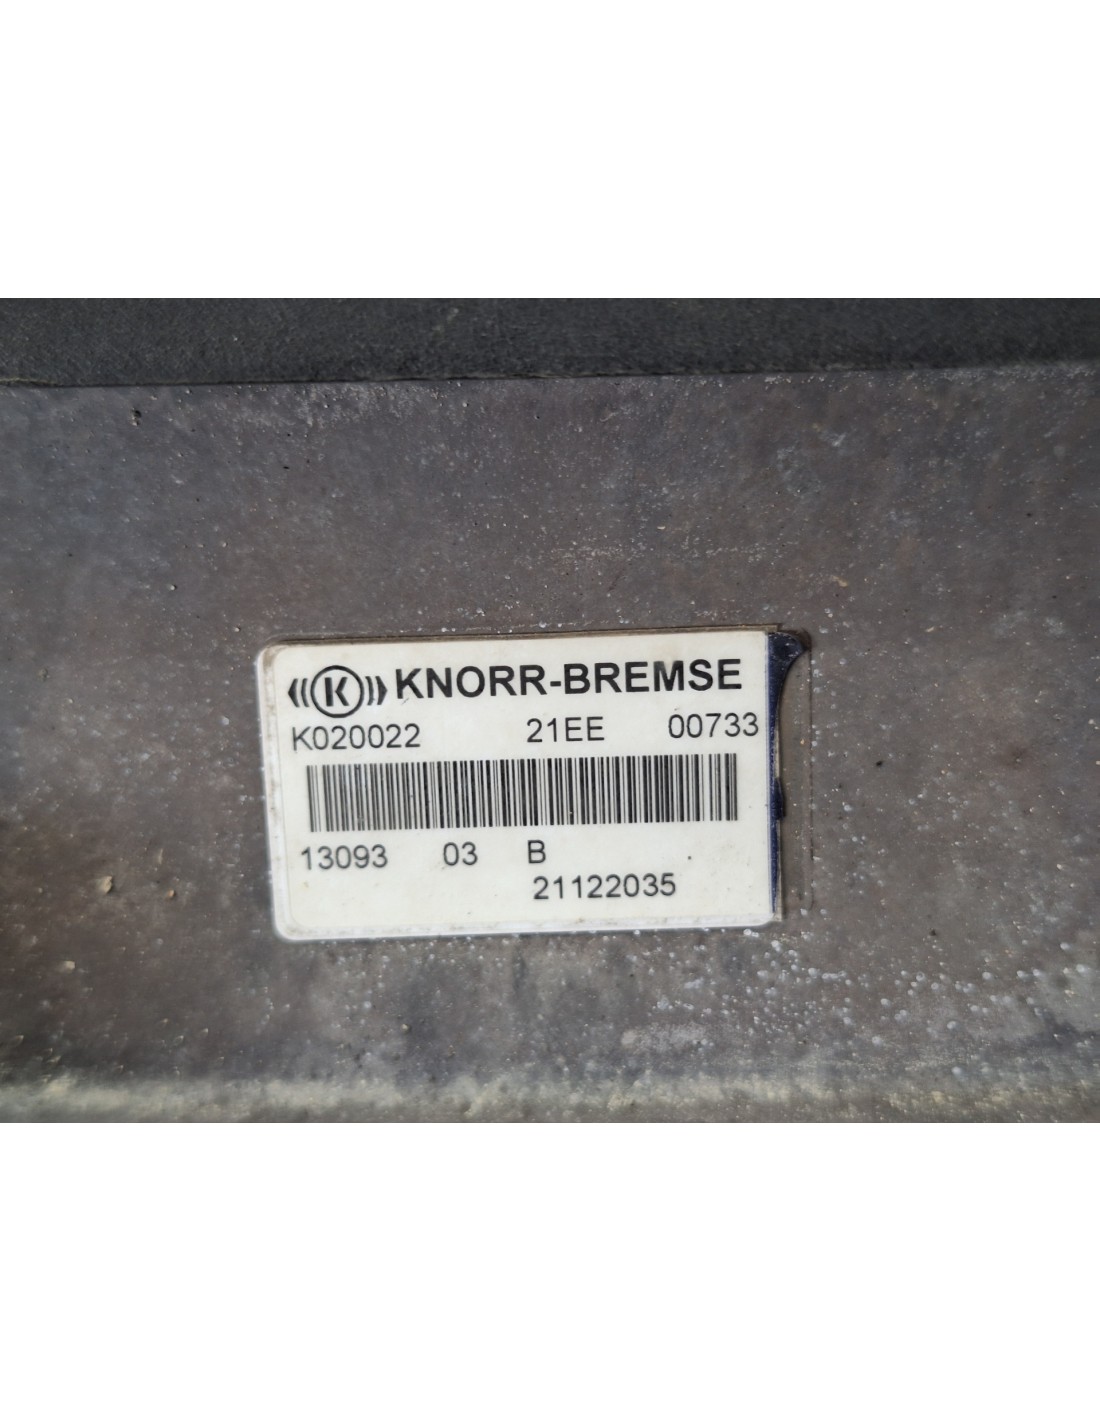 K KNORR-BREMSE
K020022 21EE 00733
13093 03 B
21122035